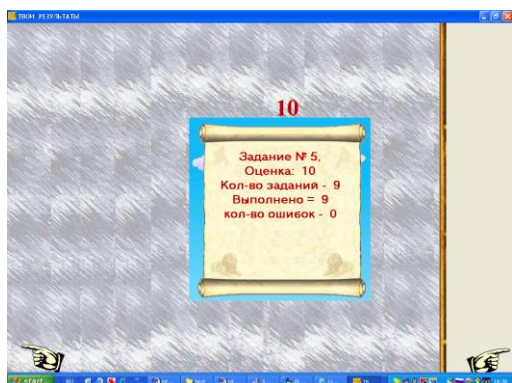 ТВОИ РЕЗУЛЬТАТЫ
10
Задание № 5,
Оценка: 10
Кол-во заданий - 9
Выполнено = 9
кол-во ошибок - 0
start